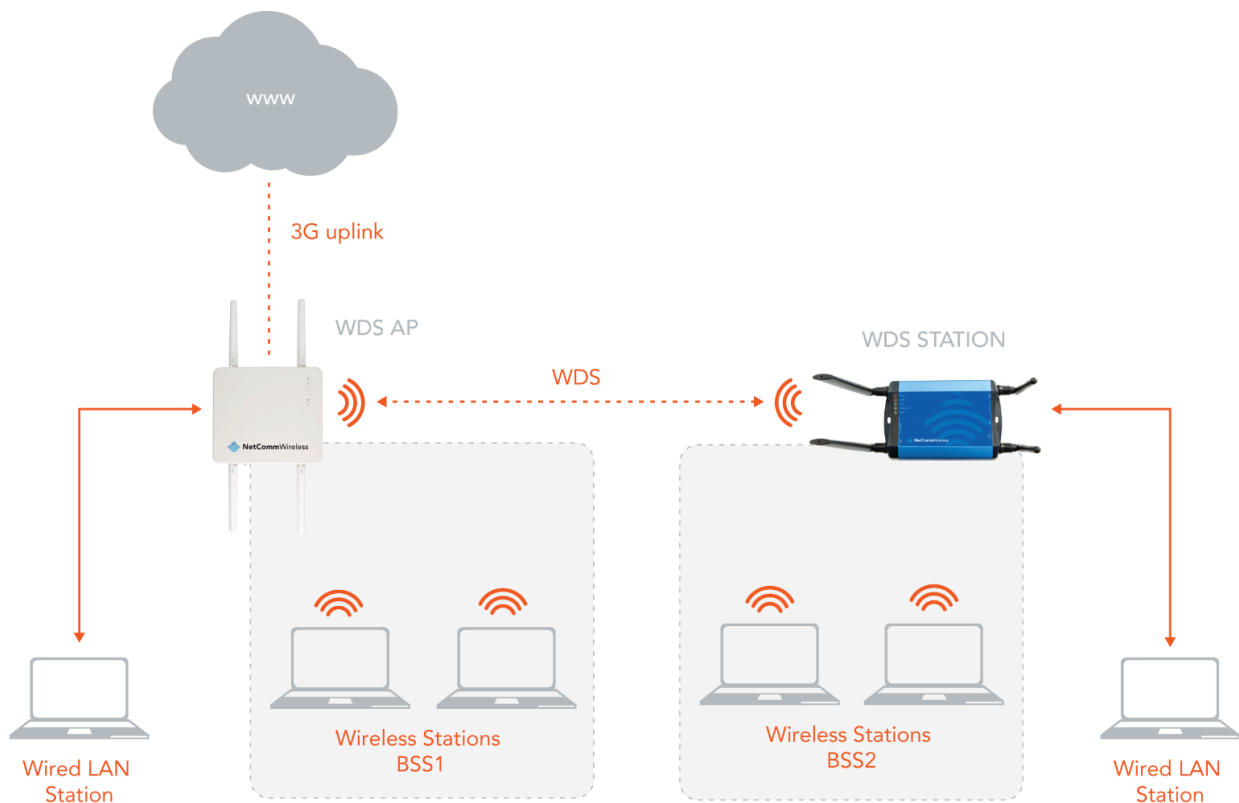 www
3G uplink
WDS AP
WDS STATION
WDS
NetCommWireless
NetCommWireless
Wireless Stations
BSS1
Wireless Stations
BSS2
Wired LAN
Station
Wired LAN
Station